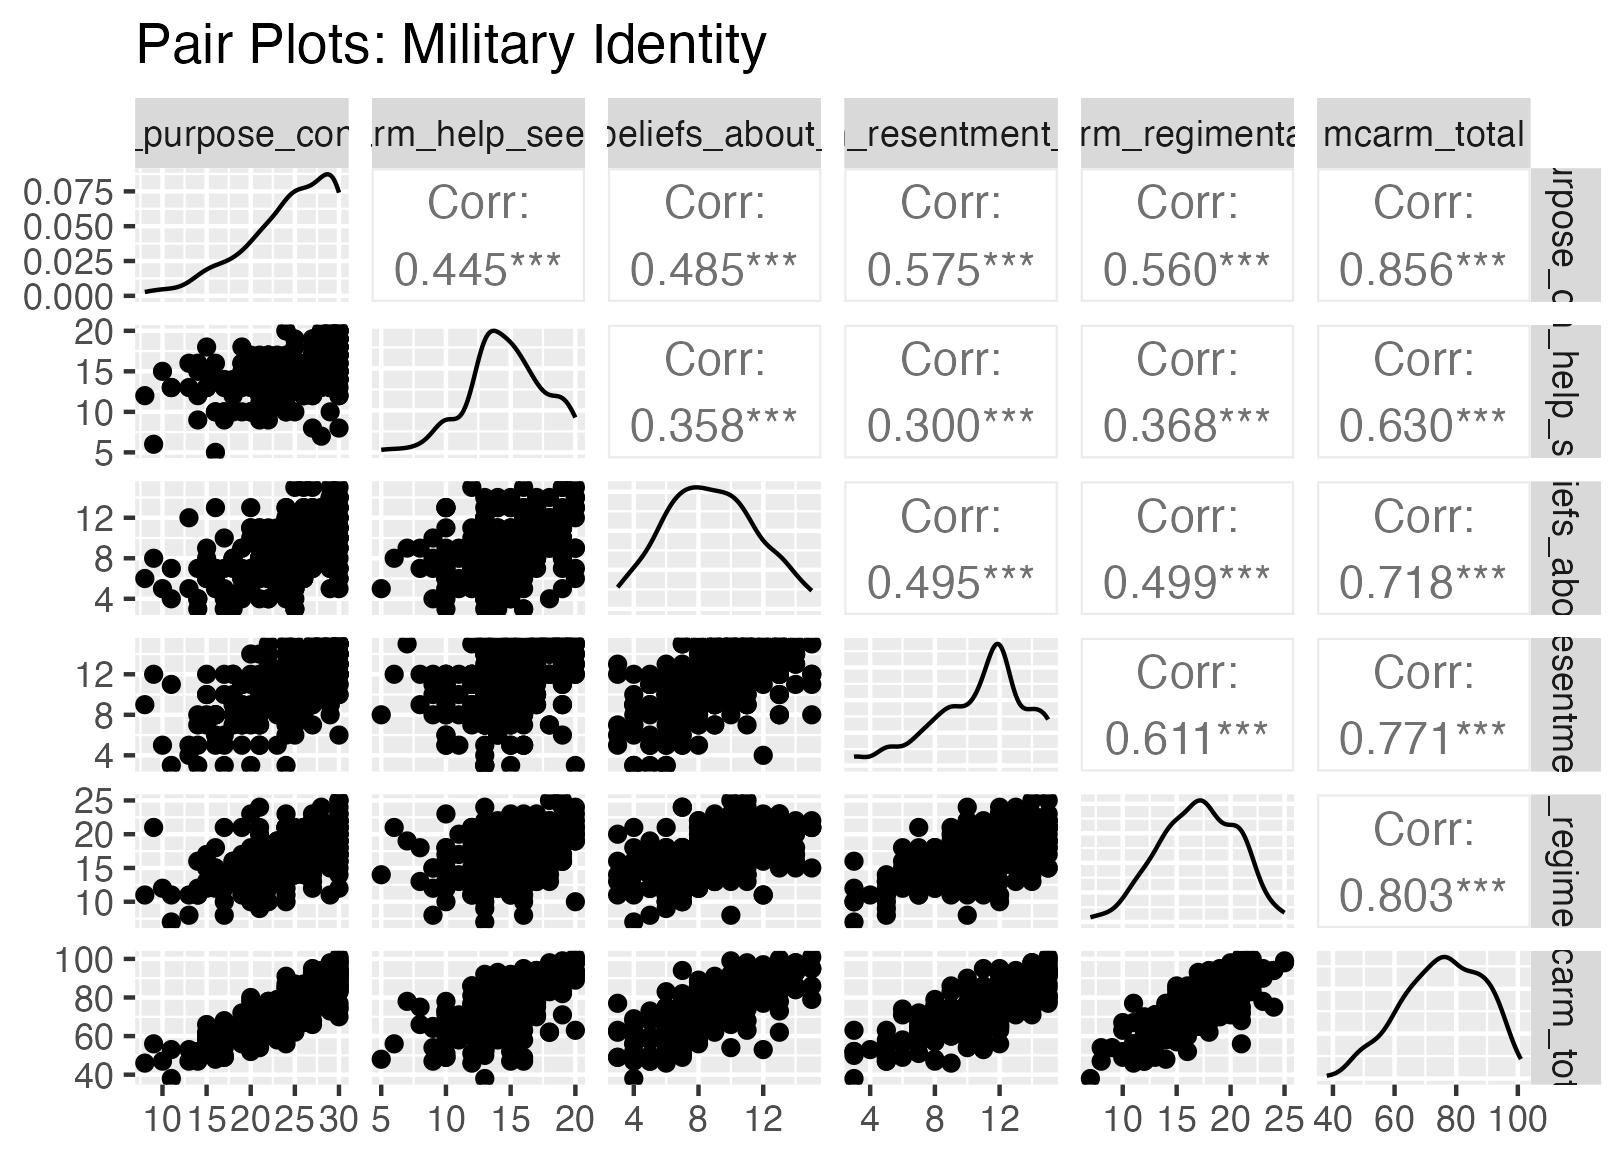 Pair Plots: Military Identity
_purpose_con
rm_help_see
beliefs_about_
_resentment_
rm_regimenta
mcarm_total
0.075
0.050
0.025
0.000
Corr:
0.445***
Corr:
0.485***
Corr:
0.575***
Corr:
0.560***
Corr:
0.856***
urpose_c
20
15
10
5
Corr:
0.358***
Corr:
0.300***
Corr:
0.368***
Corr:
0.630***
_help_s
12
8
4
Corr:
0.495***
Corr:
0.499***
Corr:
0.718***
iefs_abo
12
8
4
Corr:
0.611***
Corr:
0.771***
esentme
25
20
15
10
Corr:
0.803***
_regime
100
80
60
40
carm_tot
10 15 20 25 30
5 10 15 20
4 8 12
4 8 12
10 15 20 25
40 60 80 100